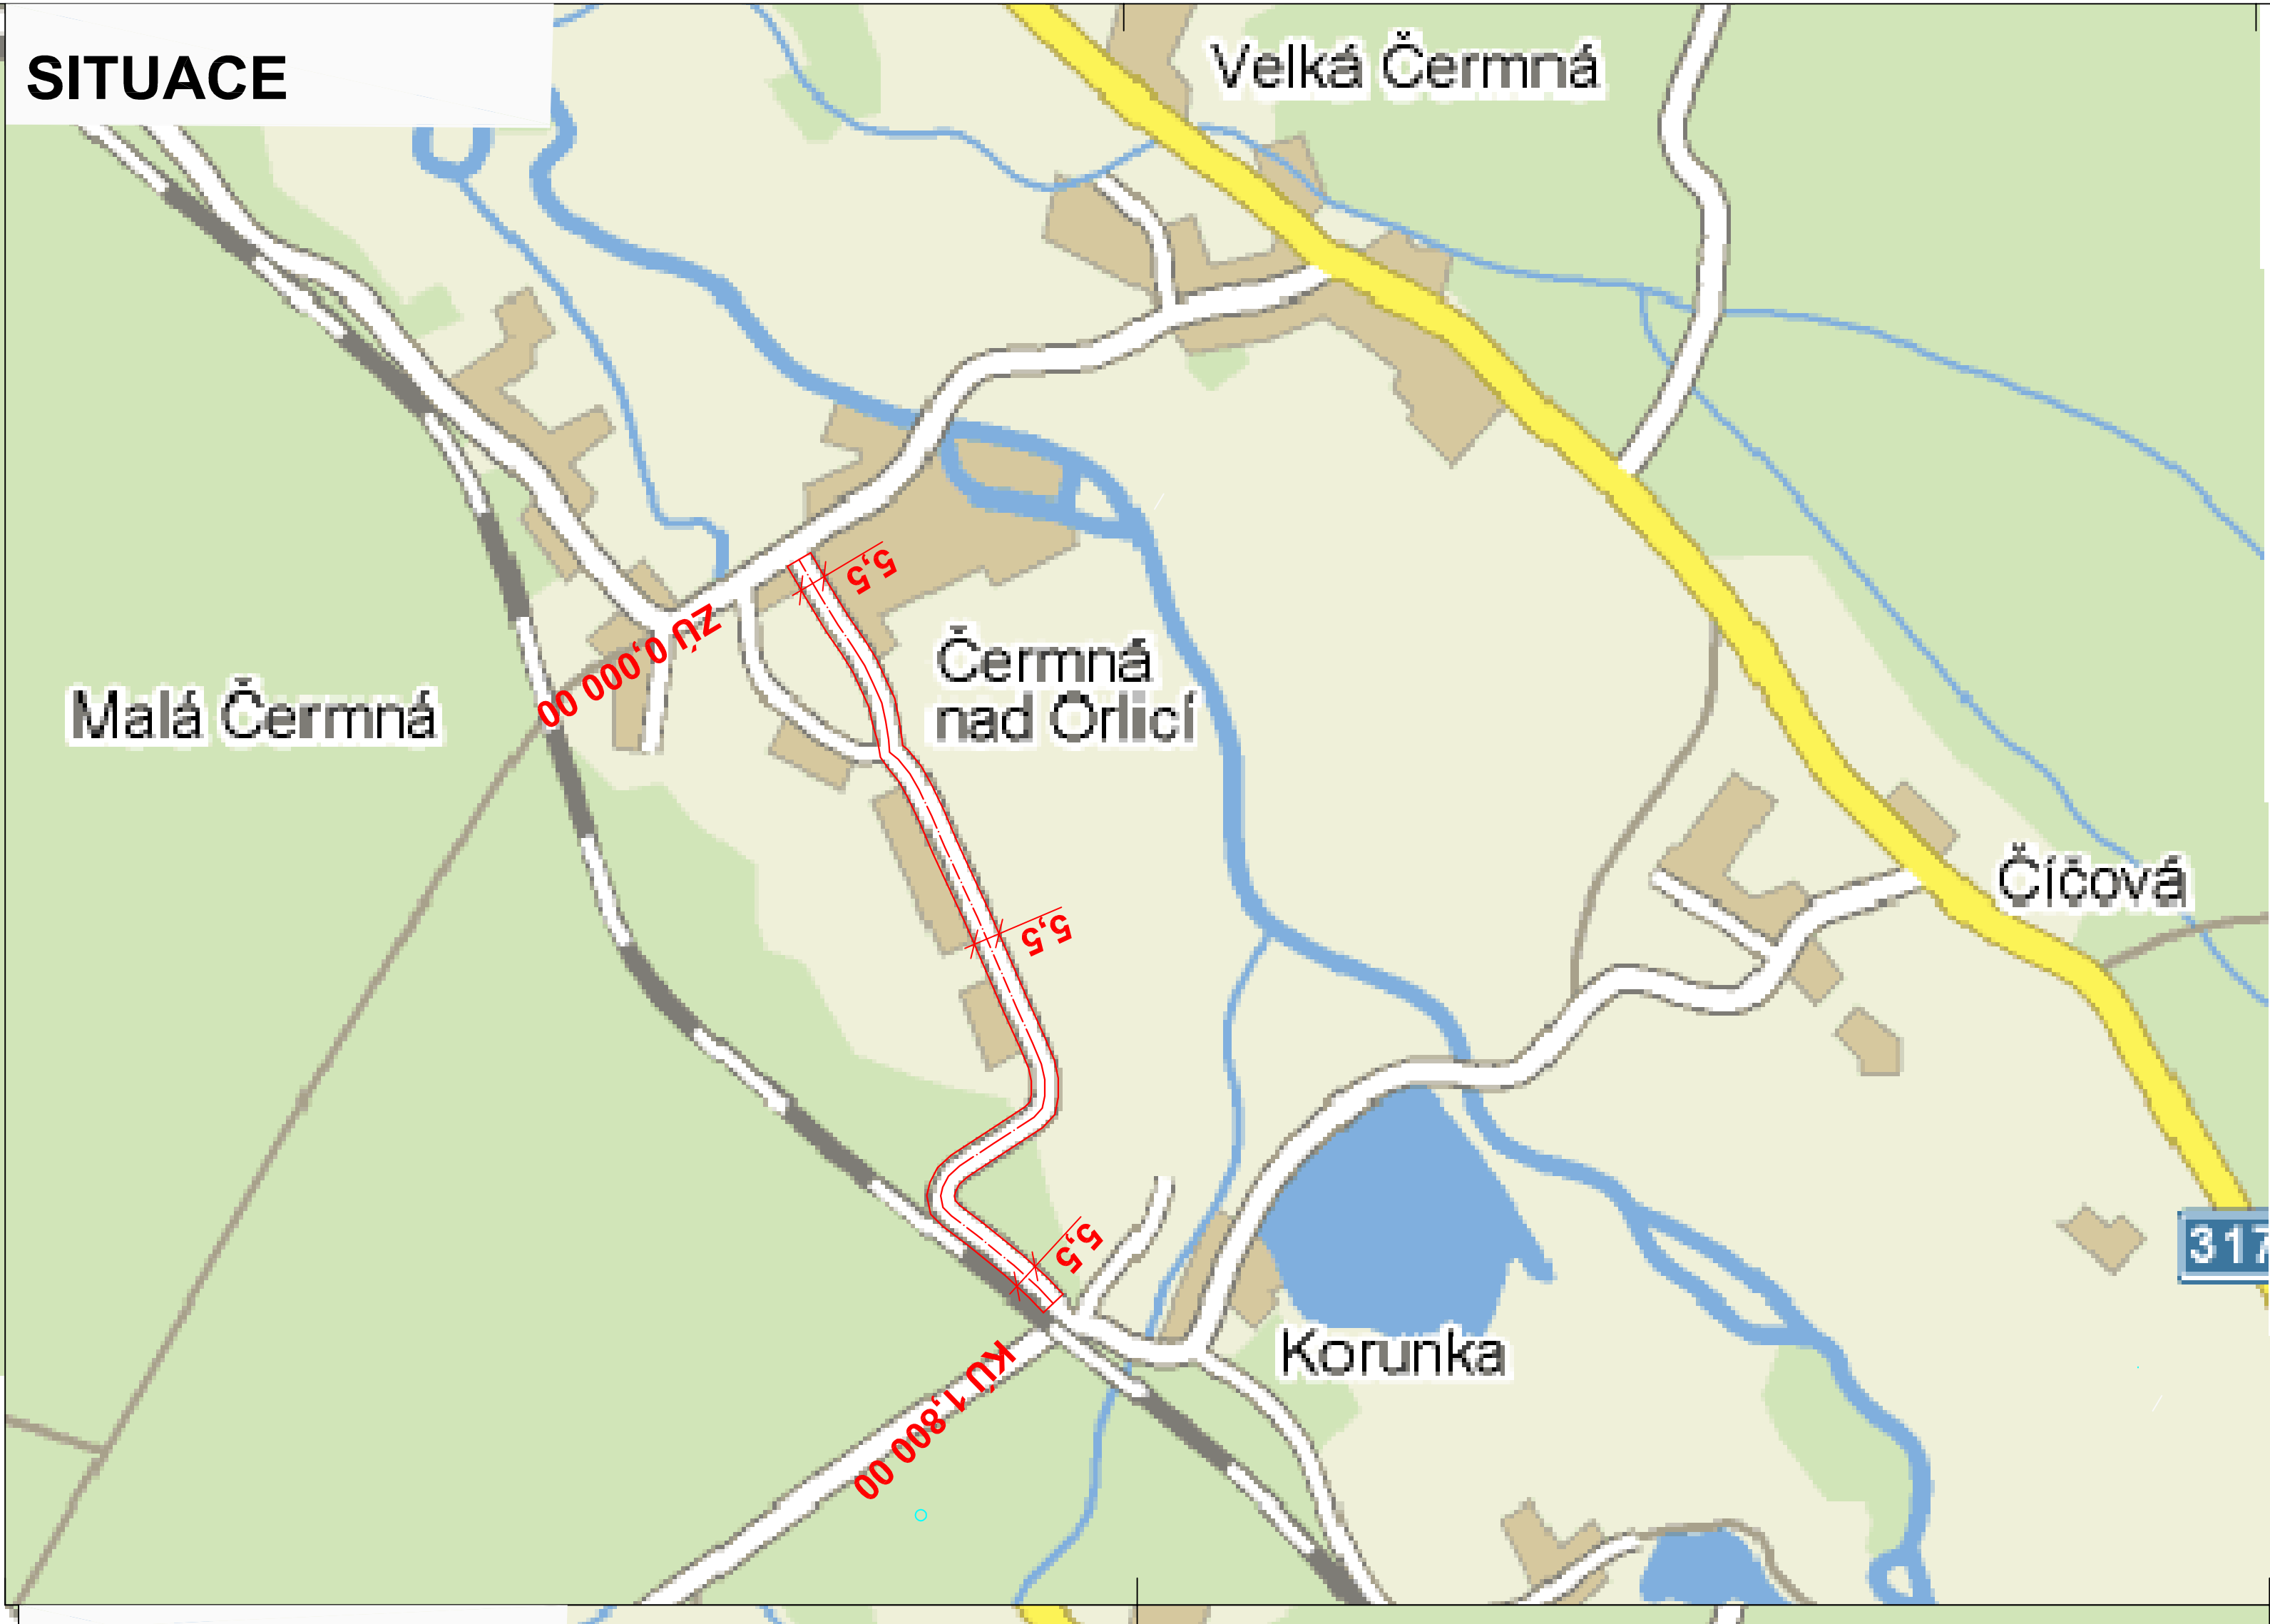 SITUACE
Velká Čermná
5,5
ZÚ 0,000 00
Čermná
nad Orlicí
Malá Čermná
Číčová
5,5
5,5
317
KÚ 1,800 00
Korunka